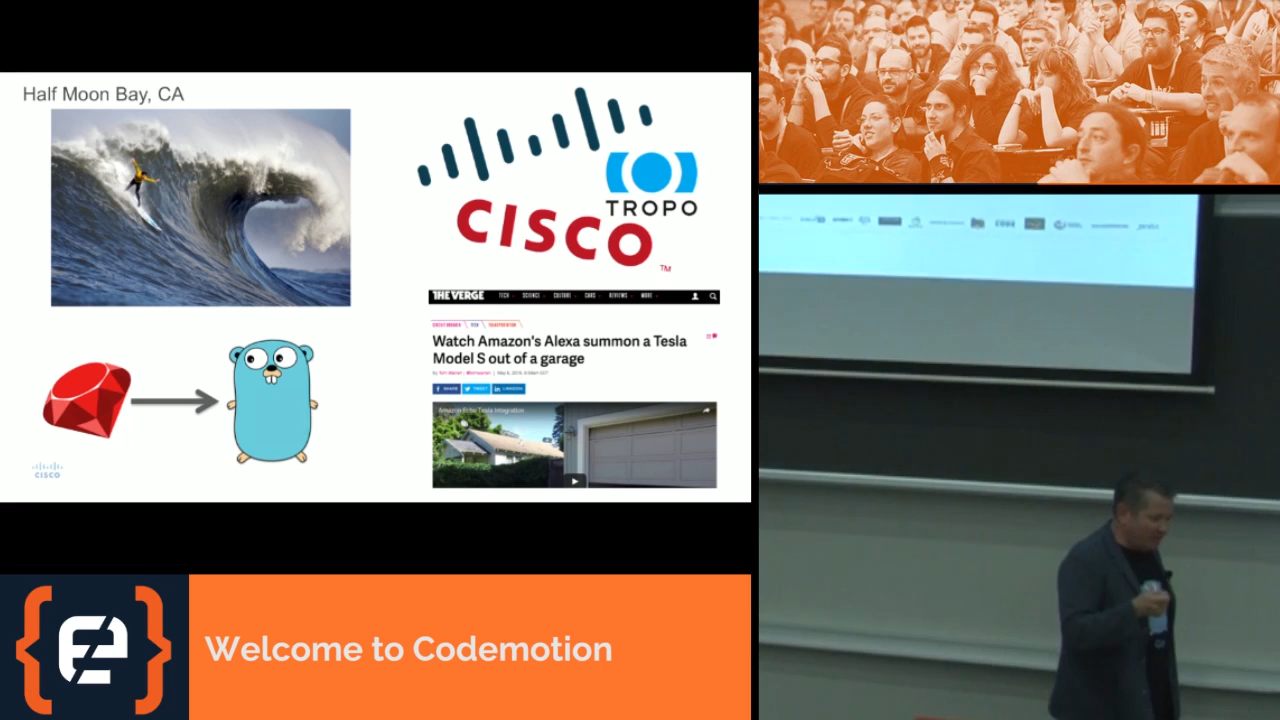 Half Moon Bay, CA
TROPO
CISCO
TM
THE VERGE TECH SCIENCE CULTURE CARS REVIEWS MORE
Watch Amazon's Alexa summon a Tesla
Model S out of a garage
SHARE TWEET LINKEDIN
Amazon Echo Tesla Integration
CISCO
Welcome to Codemotion